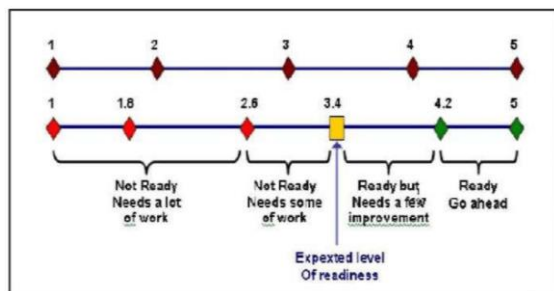 1 2 3 4 5
1 1.8 2.6 3.4 4.2 5
Not Ready
Needs a lot
of work
Not Ready
Needs some
of work
Ready but
Needs a few
improvement
Ready
Go ahead
Expexted level
Of readiness